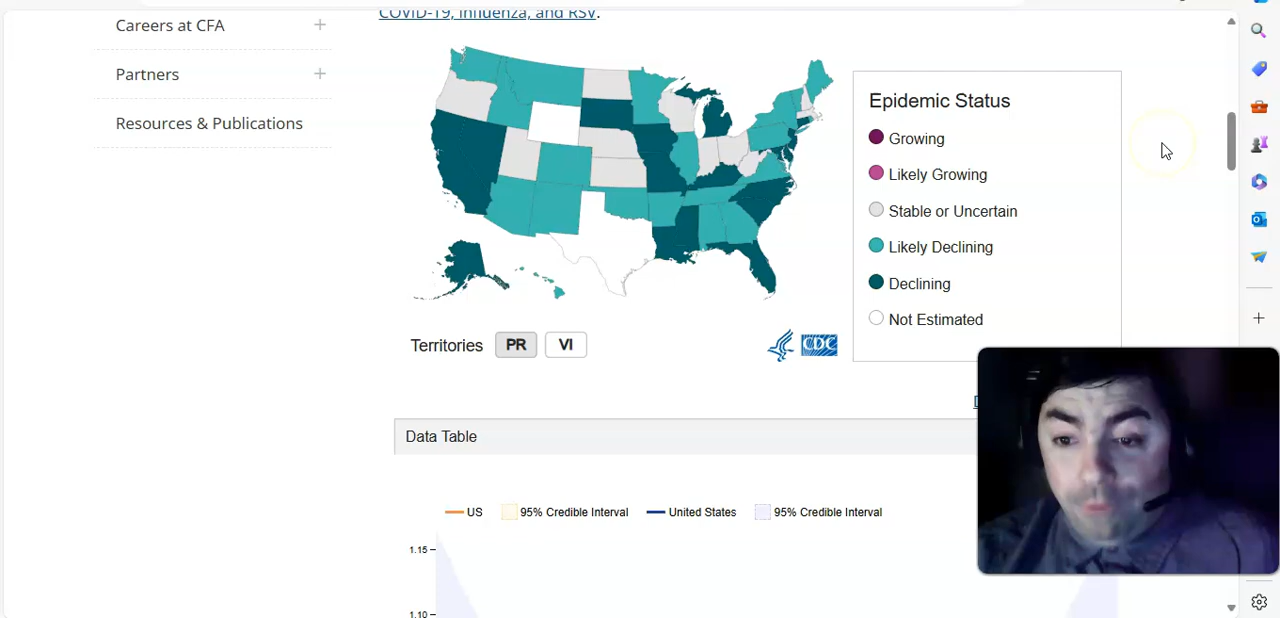 COVID-19, Influenza, and RSV.
Careers at CFA
Partners
Resources & Publications
Epidemic Status
Growing
Likely Growing
Stable or Uncertain
Likely Declining
Declining
Not Estimated
Territories PR VI
CDC
Data Table
US 95% Credible Interval United States 95% Credible Interval
1.15
1.10